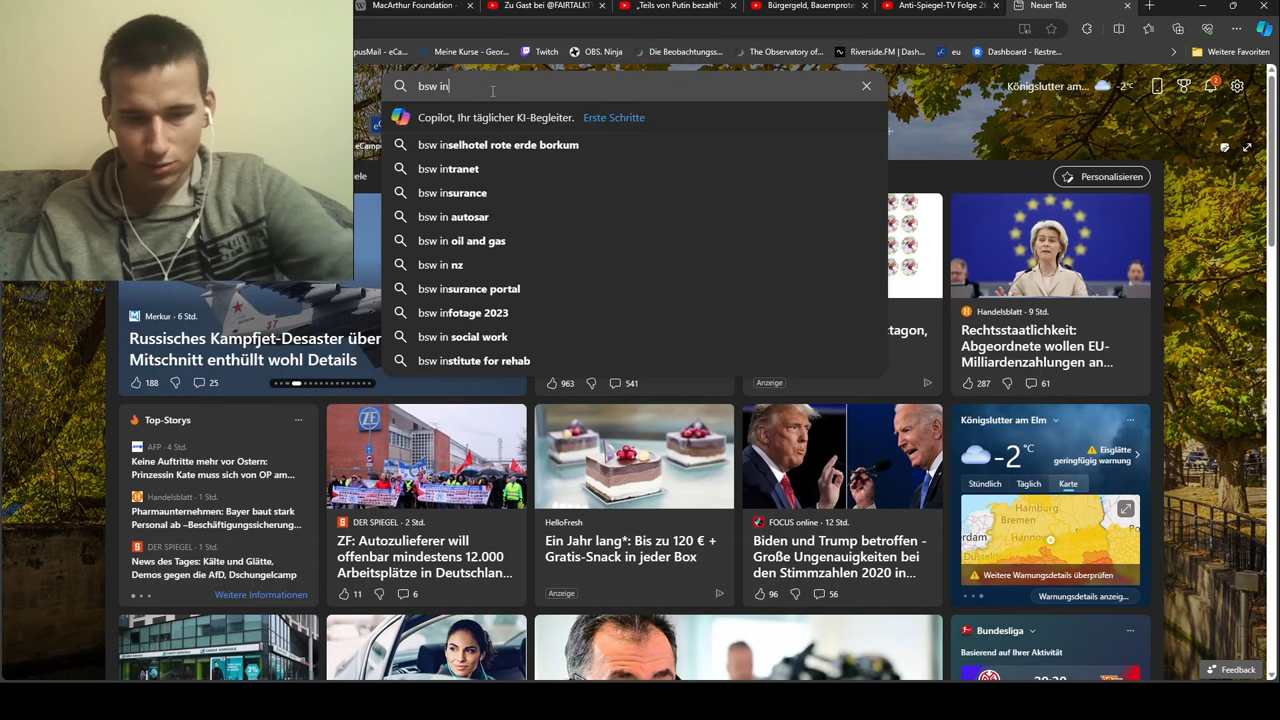 MacArthur Foundation -
Zu Gast bei @FAIRTALKT
„Teils von Putin bezahlt"
Bürgergeld, Bauernprote
Anti-Spiegel-TV Folge 2
Neuer Tab
pusMail - eCa...
Meine Kurse – Geor...
Twitch
OBS. Ninja
Die Beobachtungss...
The Observatory of...
Riverside.FM | Dash...
eu
Dashboard - Restre...
Weitere Favoriten
bsw in
Königslutter am...
-2°C
2
Copilot, Ihr täglicher KI-Begleiter. Erste Schritte
bsw inselhotel rote erde borkum
bsw intranet
bsw insurance
bsw in autosar
bsw in oil and gas
bsw in nz
bsw insurance portal
bsw infotage 2023
bsw in social work
bsw institute for rehab
Personalisieren
37
Merkur · 6 Std.
Russisches Kampfjet-Desaster über
Mitschnitt enthüllt wohl Details
188
25
963
541
Anzeige
Handelsblatt · 9 Std.
Rechtsstaatlichkeit:
Abgeordnete wollen EU-
Milliardenzahlungen an...
287
61
Top-Storys
AFP · 4 Std.
Keine Auftritte mehr vor Ostern:
Prinzessin Kate muss sich von OP am...
Handelsblatt · 1 Std.
Pharmaunternehmen: Bayer baut stark
Personal ab –Beschäftigungssicherung...
DER SPIEGEL · 1 Std.
News des Tages: Kälte und Glätte,
Demos gegen die AfD, Dschungelcamp
Weitere Informationen
ZF
DER SPIEGEL · 2 Std.
ZF: Autozulieferer will
offenbar mindestens 12.000
Arbeitsplätze in Deutschlan...
11
6
HelloFresh
Ein Jahr lang*: Bis zu 120 € +
Gratis-Snack in jeder Box
Anzeige
FOCUS online · 12 Std.
Biden und Trump betroffen -
Große Ungenauigkeiten bei
den Stimmzahlen 2020 in...
96
56
Königslutter am Elm
-2 °C
Eisglätte
geringfügig warnung
Stündlich
Täglich
Karte
Hamburg
Bremen
Weitere Warnungsdetails überprüfen
Warnungsdetails anzeig...
Bundesliga
Basierend auf Ihrer Aktivität
20:30
Feedback